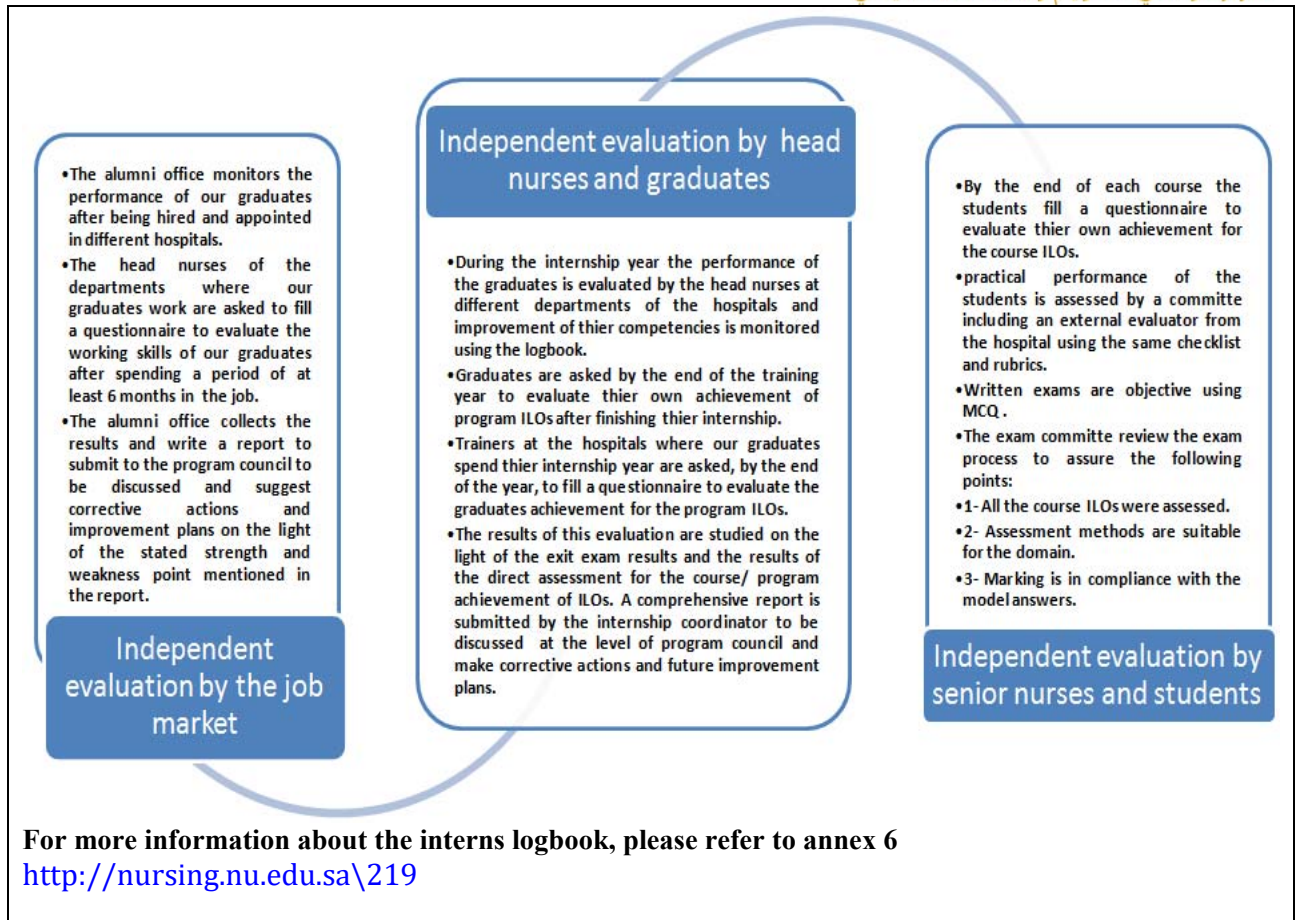 •The alumni office monitors the
performance of our graduates
after being hired and appointed
in different hospitals.
•The head nurses of the
departments where our
graduates work are asked to fill
a questionnaire to evaluate the
working skills of our graduates
after spending a period of at
least 6 months in the job.
•The alumni office collects the
results and write a report to
submit to the program council to
be discussed and suggest
corrective actions and
improvement plans on the light
of the stated strength and
weakness point mentioned in
the report.
Independent
evaluation by the job
market
Independent evaluation by head
nurses and graduates
•During the internship year the performance of
the graduates is evaluated by the head nurses at
different departments of the hospitals and
improvement of thier competencies is monitored
using the logbook.
•Graduates are asked by the end of the training
year to evaluate thier own achievement of
program ILOs after finishing thier internship.
•Trainers at the hospitals where our graduates
spend thier internship year are asked, by the end
of the year, to fill a questionnaire to evaluate the
graduates achievement for the program ILOs.
•The results of this evaluation are studied on the
light of the exit exam results and the results of
the direct assessment for the course/ program
achievement of ILOs. A comprehensive report is
submitted by the internship coordinator to be
discussed at the level of program council and
make corrective actions and future improvement
plans.
•By the end of each course the
students fill a questionnaire to
evaluate thier own achievement for
the course ILOs.
•practical performance of the
students is assessed by a committe
including an external evaluator from
the hospital using the same checklist
and rubrics.
•Written exams are objective using
MCQ .
•The exam committe review the exam
process to assure the following
points:
•1- All the course ILOs were assessed.
•2- Assessment methods are suitable
for the domain.
•3- Marking is in compliance with the
model answers.
Independent evaluation by
senior nurses and students
For more information about the interns logbook, please refer to annex 6
http://nursing.nu.edu.sa\219